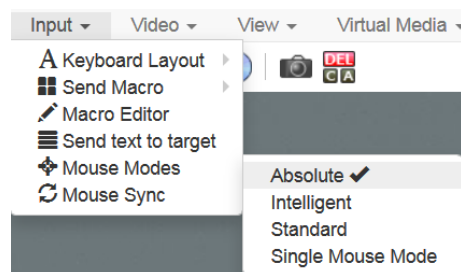 Input Video View Virtual Media
A Keyboard Layout
Send Macro
Macro Editor
Send text to target
Mouse Modes
Mouse Sync
DEL
C A
Absolute
Intelligent
Standard
Single Mouse Mode